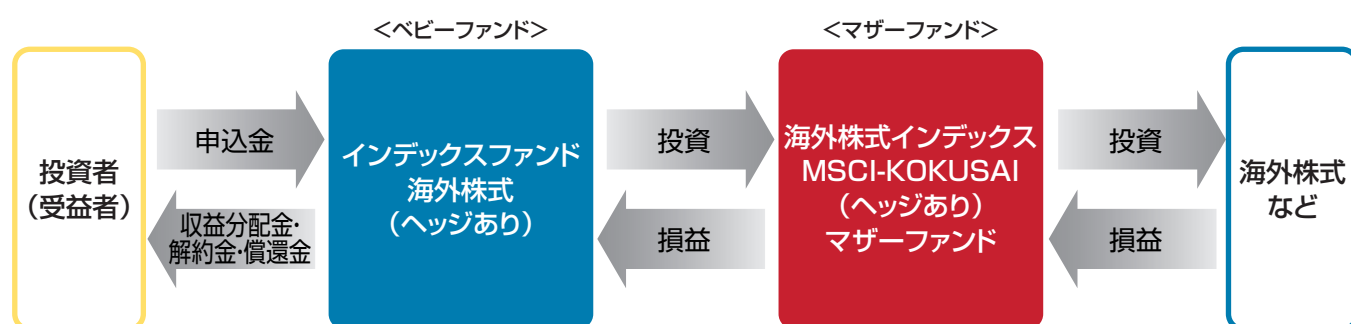 <ベビーファンド>
<マザーファンド>
投資者
（受益者）
申込金
収益分配金・
解約金・償還金
インデックスファンド
海外株式
（ヘッジあり）
投資
損益
海外株式インデックス
MSCI-KOKUSAI
（ヘッジあり）
マザーファンド
投資
損益
海外株式
など